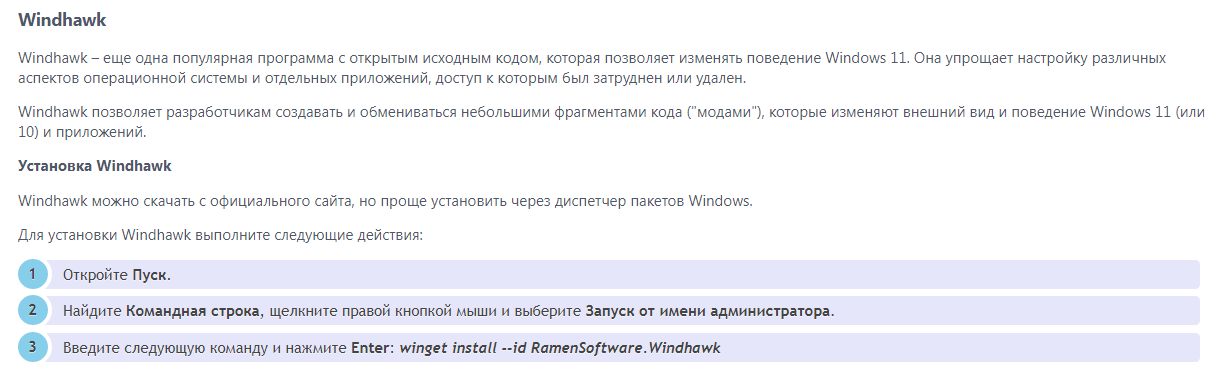 Windhawk
Windhawk – еще одна популярная программа с открытым исходным кодом, которая позволяет изменять поведение Windows 11. Она упрощает настройку различных
аспектов операционной системы и отдельных приложений, доступ к которым был затруднен или удален.
Windhawk позволяет разработчикам создавать и обмениваться небольшими фрагментами кода ("модами"), которые изменяют внешний вид и поведение Windows 11 (или
10) и приложений.
Установка Windhawk
Windhawk можно скачать с официального сайта, но проще установить через диспетчер пакетов Windows.
Для установки Windhawk выполните следующие действия:
1 Откройте Пуск.
2 Найдите Командная строка, щелкните правой кнопкой мыши и выберите Запуск от имени администратора.
3 Введите следующую команду и нажмите Enter: winget install --id RamenSoftware.Windhawk